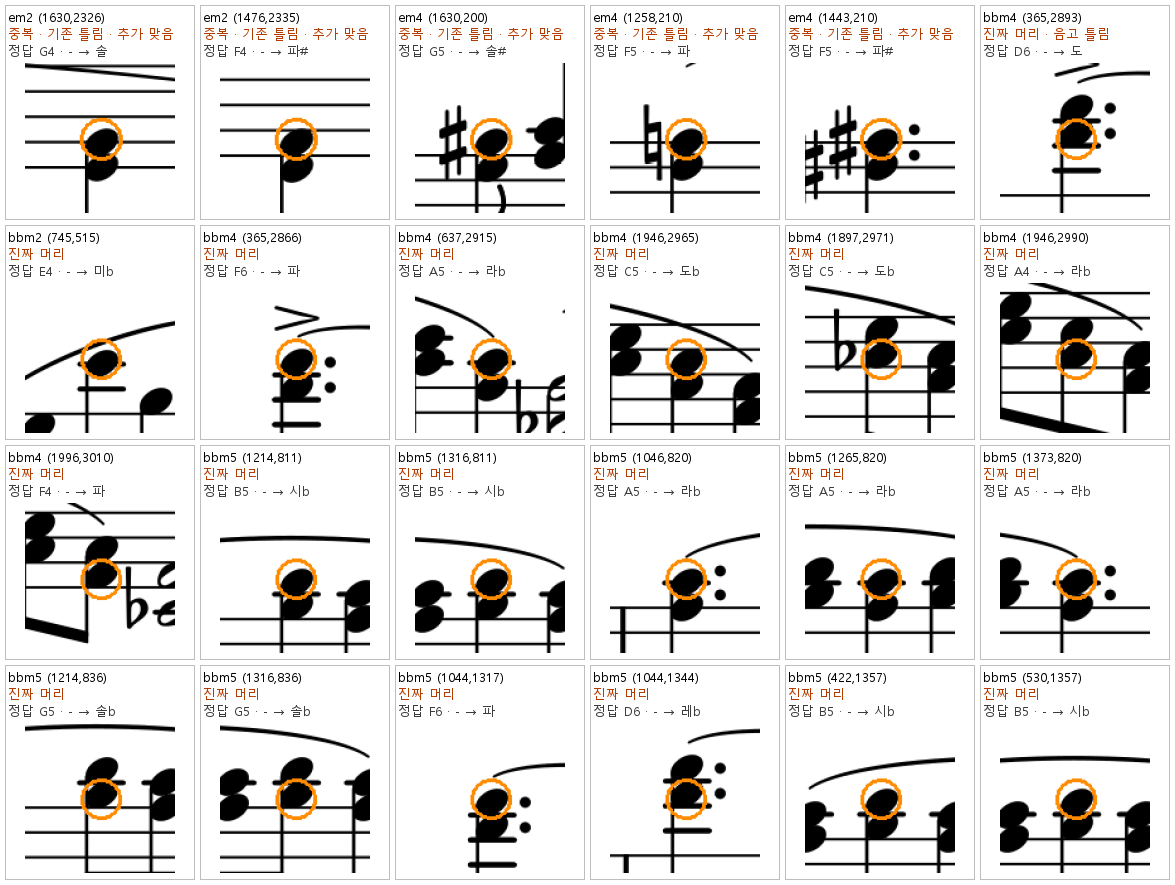 em2 (1630,2326)
중복 · 기존 틀림 · 추가 맞음
정답 G4 · - → 솔
em2 (1476,2335)
중복 · 기존 틀림 · 추가 맞음
정답 F4 · - → 파#
em4 (1630,200)
중복 · 기존 틀림 · 추가 맞음
정답 G5 · - → 솔#
em4 (1258,210)
중복 · 기존 틀림 · 추가 맞음
정답 F5 · - → 파
em4 (1443,210)
중복 · 기존 틀림 · 추가 맞음
정답 F5 · - → 파#
bbm4 (365,2893)
진짜 머리 · 음고 틀림
정답 D6 · - → 도
bbm2 (745,515)
진짜 머리
정답 E4 · - → 미b
bbm4 (365,2866)
진짜 머리
정답 F6 · - → 파
bbm4 (637,2915)
진짜 머리
정답 A5 · - → 라b
bbm4 (1946,2965)
진짜 머리
정답 C5 · - → 도b
bbm4 (1897,2971)
진짜 머리
정답 C5 · - → 도b
bbm4 (1946,2990)
진짜 머리
정답 A4 · - → 라b
bbm4 (1996,3010)
진짜 머리
정답 F4 · - → 파
bbm5 (1214,811)
진짜 머리
정답 B5 · - → 시b
bbm5 (1316,811)
진짜 머리
정답 B5 · - → 시b
bbm5 (1046,820)
진짜 머리
정답 A5 · - → 라b
bbm5 (1265,820)
진짜 머리
정답 A5 · - → 라b
bbm5 (1373,820)
진짜 머리
정답 A5 · - → 라b
bbm5 (1214,836)
진짜 머리
정답 G5 · - → 솔b
bbm5 (1316,836)
진짜 머리
정답 G5 · - → 솔b
bbm5 (1044,1317)
진짜 머리
정답 F6 · - → 파
bbm5 (1044,1344)
진짜 머리
정답 D6 · - → 레b
bbm5 (422,1357)
진짜 머리
정답 B5 · - → 시b
bbm5 (530,1357)
진짜 머리
정답 B5 · - → 시b